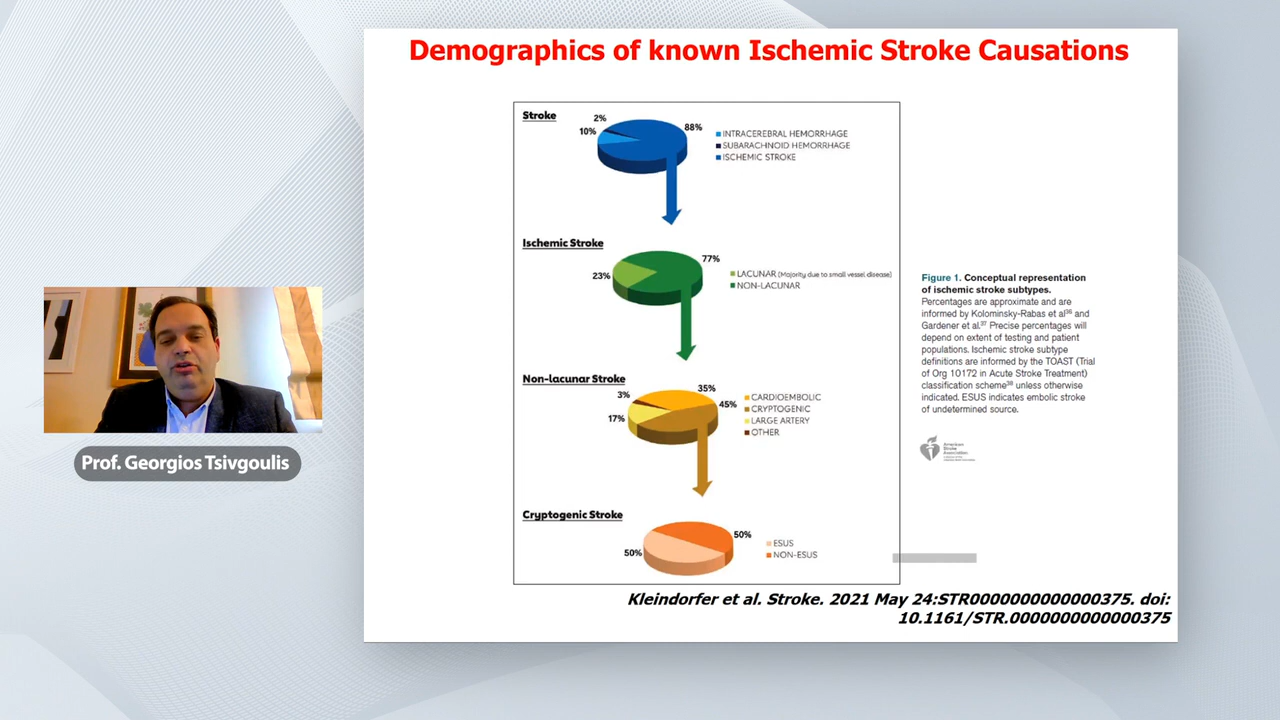 Demographics of known Ischemic Stroke Causations
Stroke
2%
10%
88%
INTRACEREBRAL HEMORRHAGE
SUBARACHNOID HEMORRHAGE
ISCHEMIC STROKE
Ischemic Stroke
77%
23%
LACUNAR (Majority due to small vessel disease)
NON-LACUNAR
Non-lacunar Stroke
35%
3%
45%
17%
CARDIOEMBOLIC
CRYPTOGENIC
LARGE ARTERY
OTHER
Cryptogenic Stroke
50%
50%
ESUS
NON-ESUS
Figure 1. Conceptual representation
of ischemic stroke subtypes.
Percentages are approximate and are
informed by Kolominsky-Rabas et al³⁶ and
Gardener et al.³⁷ Precise percentages will
depend on extent of testing and patient
populations. Ischemic stroke subtype
definitions are informed by the TOAST (Trial
of Org 10172 in Acute Stroke Treatment)
classification scheme³⁸ unless otherwise
indicated. ESUS indicates embolic stroke
of undetermined source.
American
Stroke
Association.
Kleindorfer et al. Stroke. 2021 May 24:STR0000000000000375. doi:
10.1161/STR.0000000000000375
Prof. Georgios Tsivgoulis